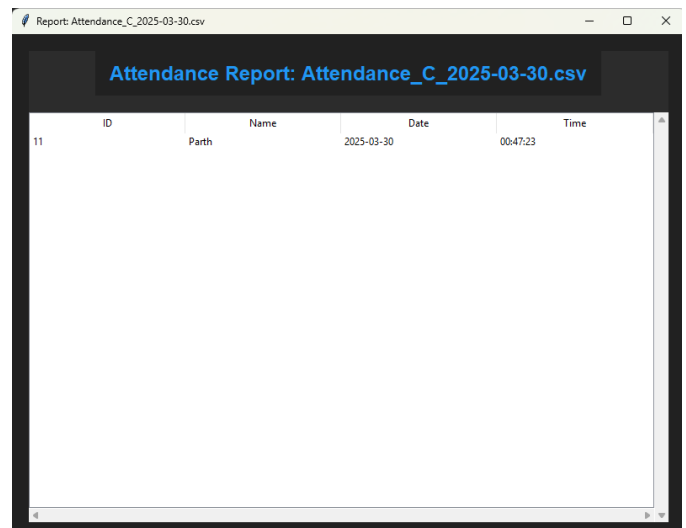 Report: Attendance_C_2025-03-30.csv
Attendance Report: Attendance_C_2025-03-30.csv
ID Name Date Time
11 Parth 2025-03-30 00:47:23